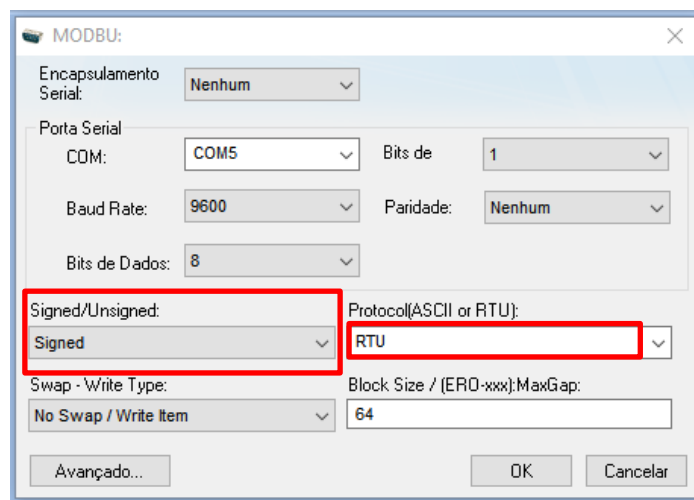 MODBU:
Encapsulamento
Serial:
Nenhum
Porta Serial
COM:
COM5
Bits de
1
Baud Rate:
9600
Paridade:
Nenhum
Bits de Dados:
8
Signed/Unsigned:
Protocol(ASCII or RTU):
Signed
RTU
Swap - Write Type:
Block Size / (ERO-xxx):MaxGap:
No Swap / Write Item
64
Avançado...
OK
Cancelar